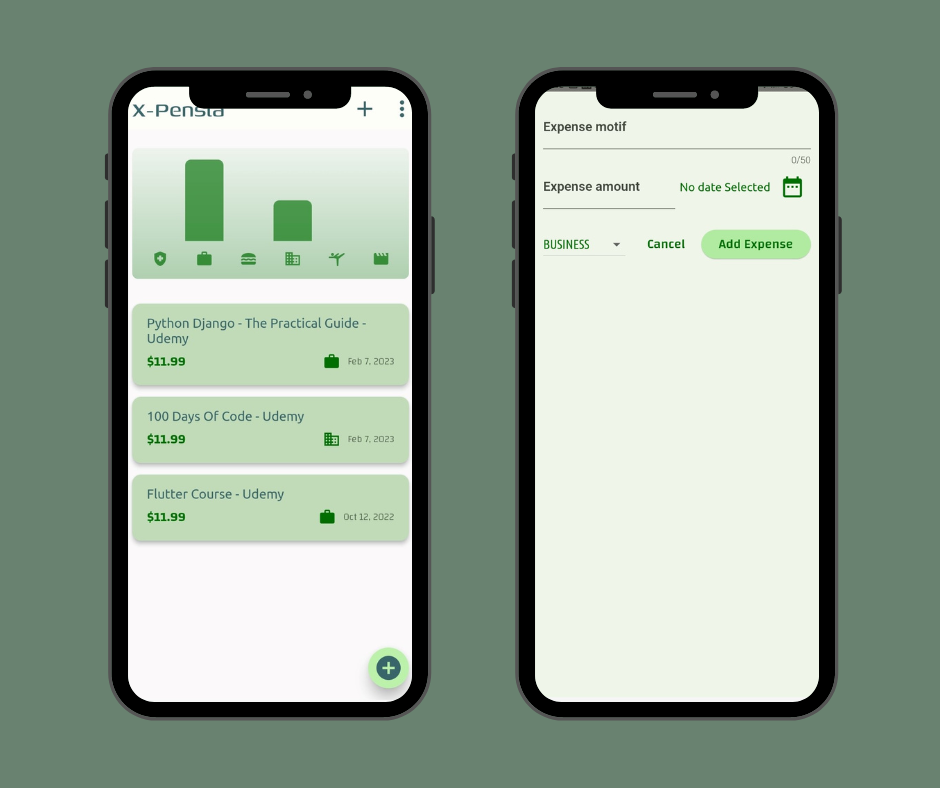 X-Pensta
Python Django - The Practical Guide -
Udemy
$11.99
Feb 7, 2023
100 Days Of Code - Udemy
$11.99
Feb 7, 2023
Flutter Course - Udemy
$11.99
Oct 12, 2022
Expense motif
0/50
Expense amount
No date Selected
BUSINESS
Cancel
Add Expense